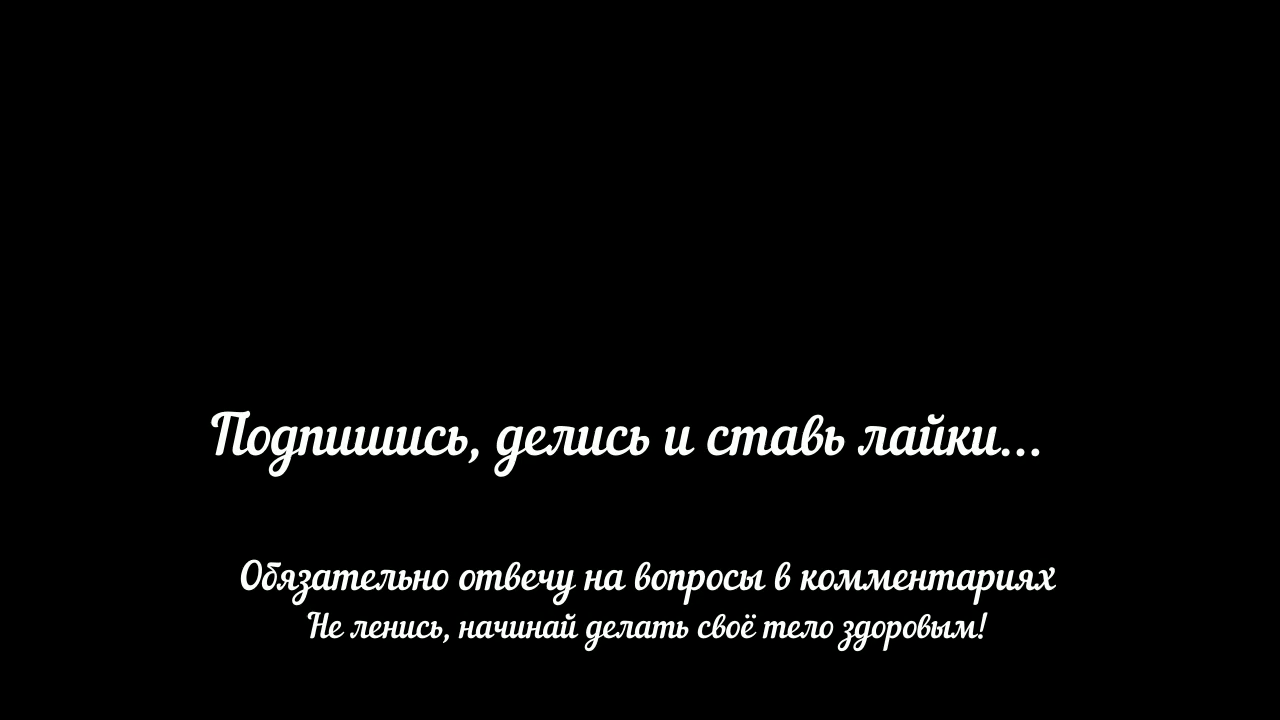 Подпишись, делись и ставь лайки...
Обязательно отвечу на вопросы в комментариях
Не ленись, начинай делать своё тело здоровым!